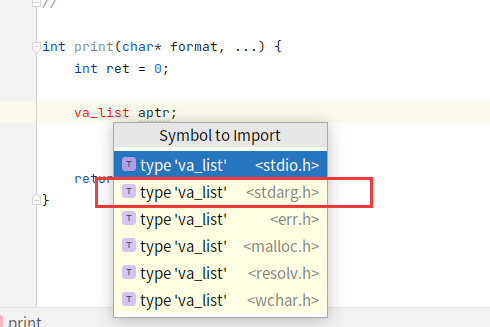 //
int print(char* format, ...) {
int ret = 0;
va_list aptr;
Symbol to Import
T type 'va_list' <stdio.h>
retu
T type 'va_list' <stdarg.h>
}
T type 'va_list' <err.h>
T type 'va_list' <malloc.h>
T type 'va_list' <resolv.h>
T type 'va_list' <wchar.h>
print